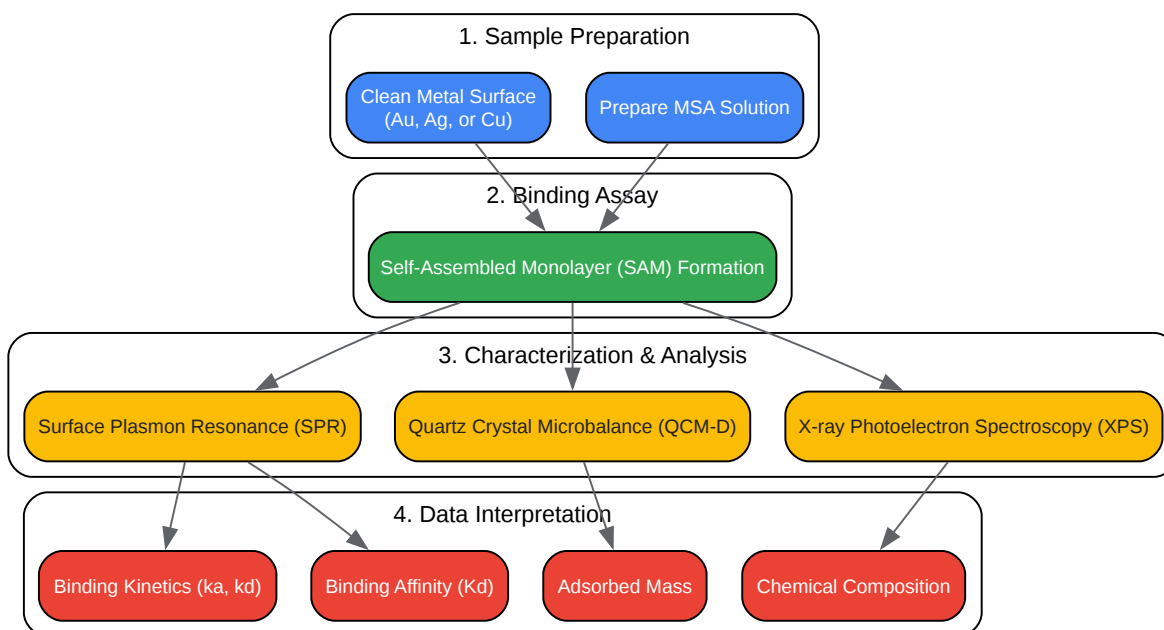 1. Sample Preparation
Clean Metal Surface
(Au, Ag, or Cu)
Prepare MSA Solution
2. Binding Assay
Self-Assembled Monolayer (SAM) Formation
3. Characterization & Analysis
Surface Plasmon Resonance (SPR)
Quartz Crystal Microbalance (QCM-D)
X-ray Photoelectron Spectroscopy (XPS)
4. Data Interpretation
Binding Kinetics (ka, kd)
Binding Affinity (Kd)
Adsorbed Mass
Chemical Composition